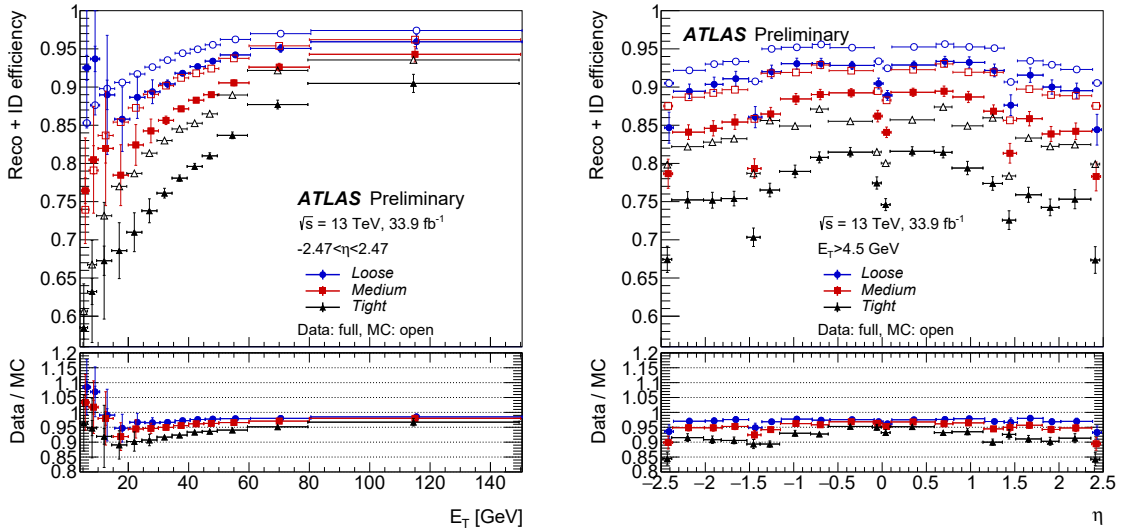 Reco + ID efficiency
0.95
0.9
0.85
0.8
0.75
0.7
0.65
0.6
ATLAS Preliminary
√s = 13 TeV, 33.9 fb-1
-2.47<η<2.47
Loose
Medium
Tight
Data: full, MC: open
Data / MC
1.2
1.15
1.1
1.05
1
0.95
0.9
0.85
0.8
20 40 60 80 100 120 140
ET [GeV]
Reco + ID efficiency
1
0.95
0.9
0.85
0.8
0.75
0.7
0.65
0.6
ATLAS Preliminary
√s = 13 TeV, 33.9 fb-1
ET>4.5 GeV
Loose
Medium
Tight
Data: full, MC: open
Data / MC
1.2
1.15
1.1
1.05
1
0.95
0.9
0.85
0.8
−2.5 −2 −1.5 −1 −0.5 0 0.5 1 1.5 2 2.5
η